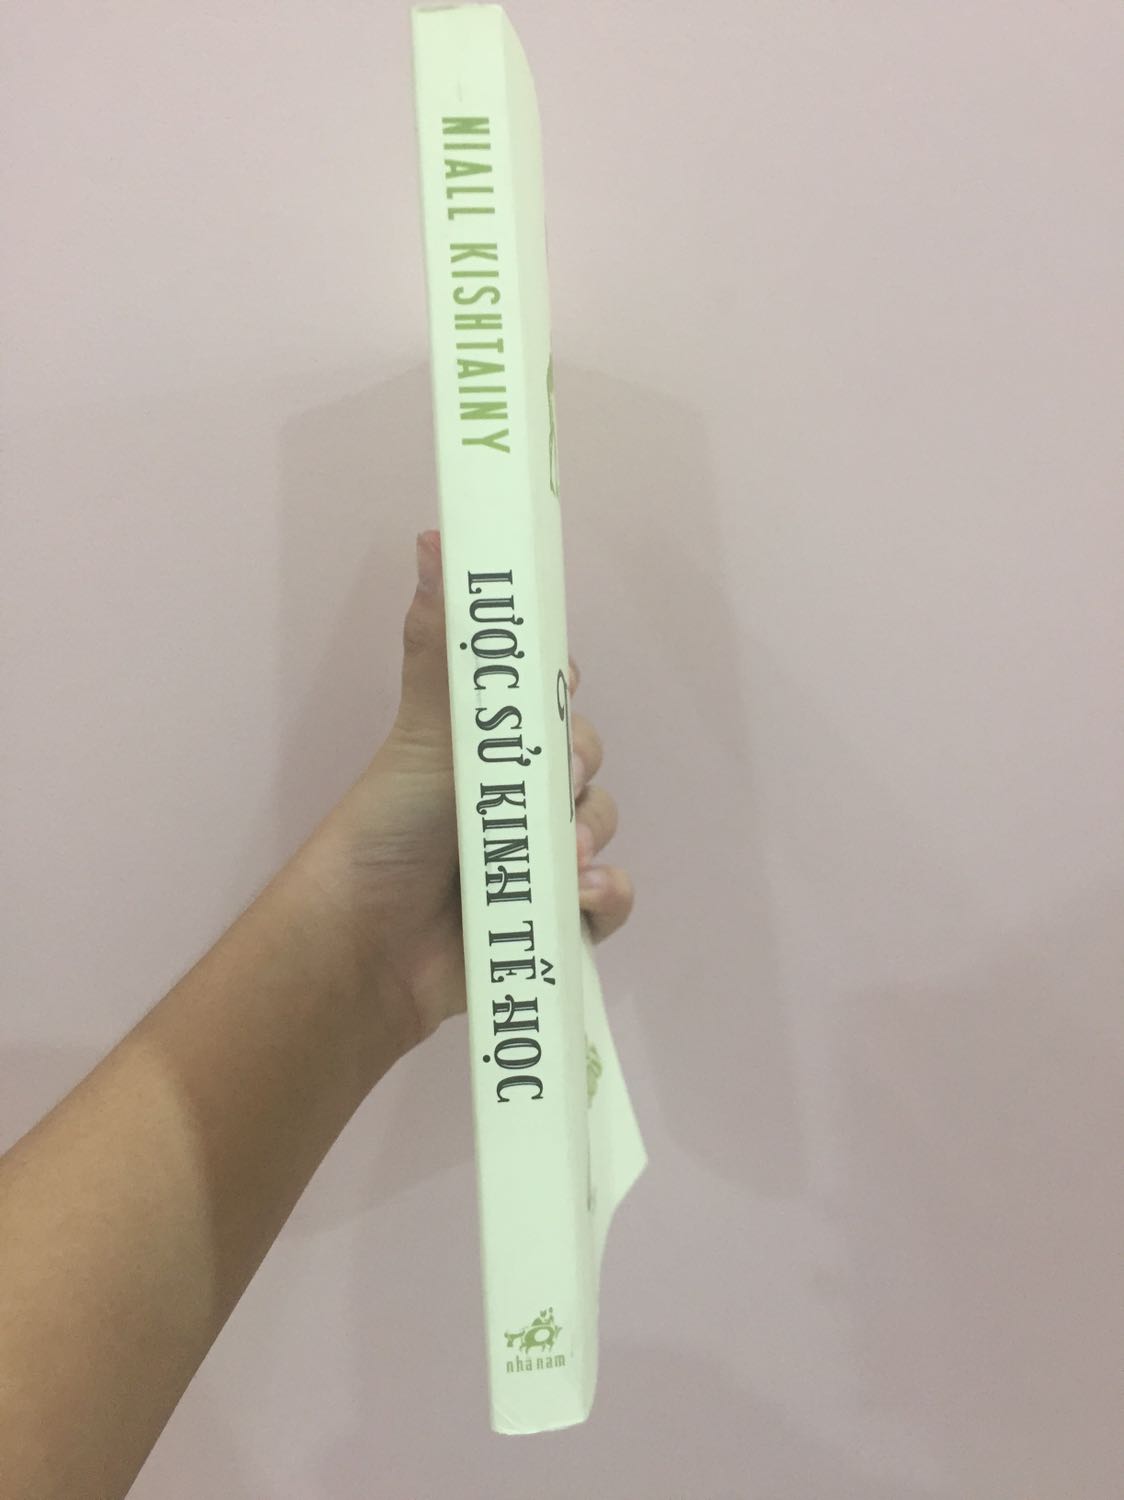 NIALL KISHTAINY
LƯỢC SỬ KINH TẾ HỌC
nhã nam